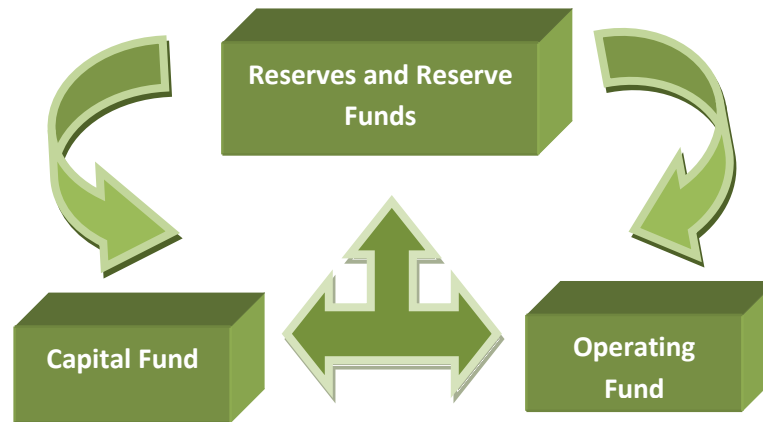 Reserves and Reserve
Funds
Capital Fund
Operating
Fund